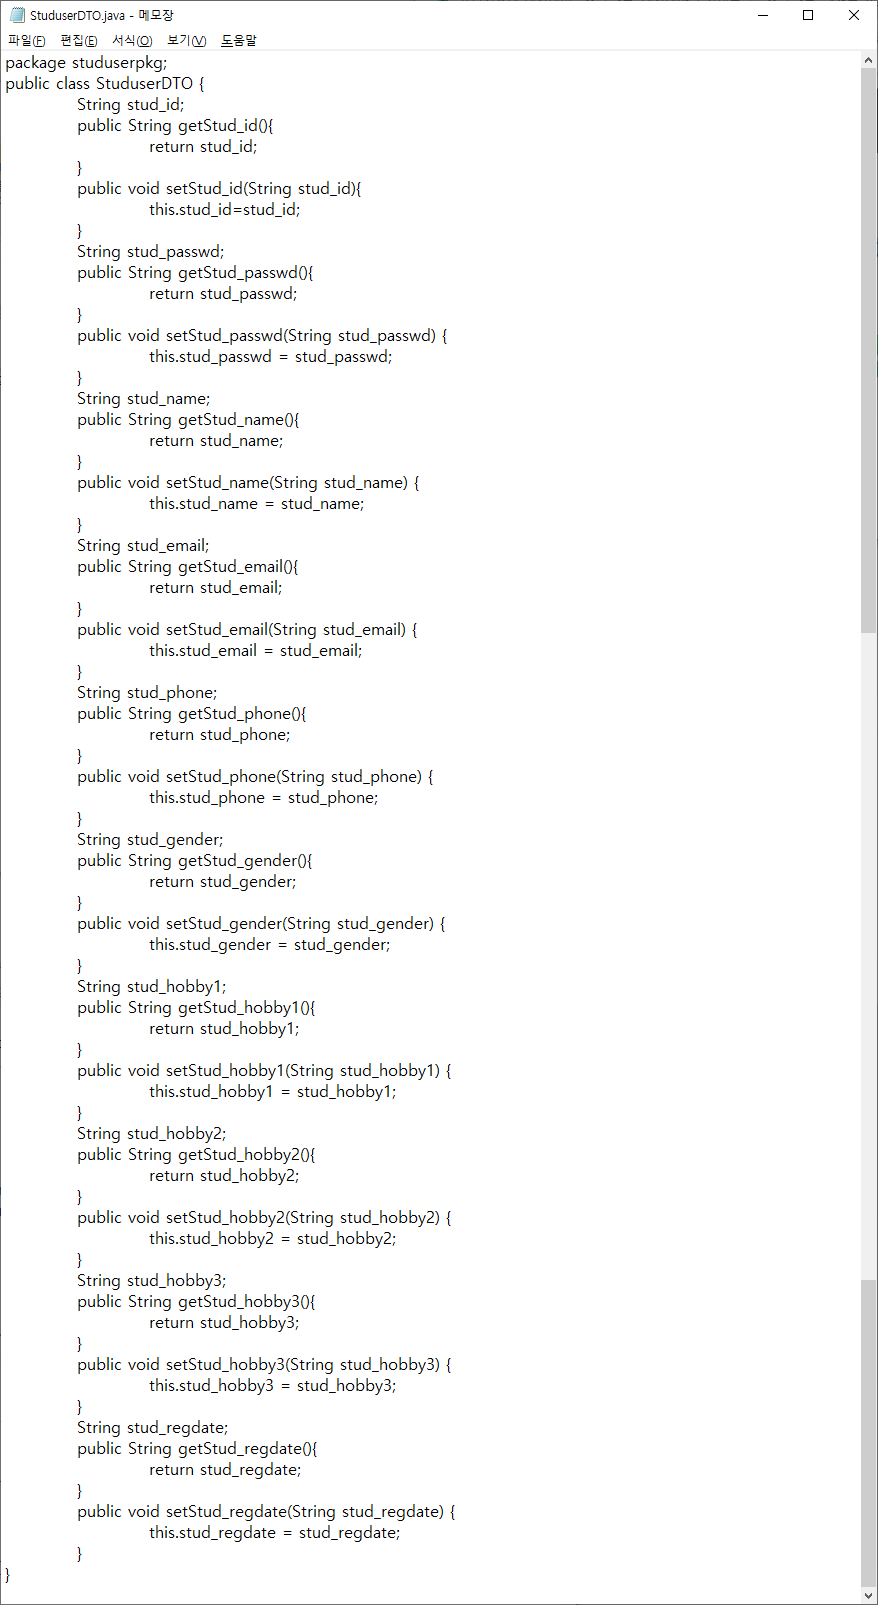 StuduserDTO.java - 메모장
파일(F) 편집(E) 서식(O) 보기(V) 도움말
package studuserpkg;
public class StuduserDTO {
String stud_id;
public String getStud_id(){
return stud_id;
}
public void setStud_id(String stud_id){
this.stud_id=stud_id;
}
String stud_passwd;
public String getStud_passwd(){
return stud_passwd;
}
public void setStud_passwd(String stud_passwd) {
this.stud_passwd = stud_passwd;
}
String stud_name;
public String getStud_name(){
return stud_name;
}
public void setStud_name(String stud_name) {
this.stud_name = stud_name;
}
String stud_email;
public String getStud_email(){
return stud_email;
}
public void setStud_email(String stud_email) {
this.stud_email = stud_email;
}
String stud_phone;
public String getStud_phone(){
return stud_phone;
}
public void setStud_phone(String stud_phone) {
this.stud_phone = stud_phone;
}
String stud_gender;
public String getStud_gender(){
return stud_gender;
}
public void setStud_gender(String stud_gender) {
this.stud_gender = stud_gender;
}
String stud_hobby1;
public String getStud_hobby1(){
return stud_hobby1;
}
public void setStud_hobby1(String stud_hobby1) {
this.stud_hobby1 = stud_hobby1;
}
String stud_hobby2;
public String getStud_hobby2(){
return stud_hobby2;
}
public void setStud_hobby2(String stud_hobby2) {
this.stud_hobby2 = stud_hobby2;
}
String stud_hobby3;
public String getStud_hobby3(){
return stud_hobby3;
}
public void setStud_hobby3(String stud_hobby3) {
this.stud_hobby3 = stud_hobby3;
}
String stud_regdate;
public String getStud_regdate(){
return stud_regdate;
}
public void setStud_regdate(String stud_regdate) {
this.stud_regdate = stud_regdate;
}
}